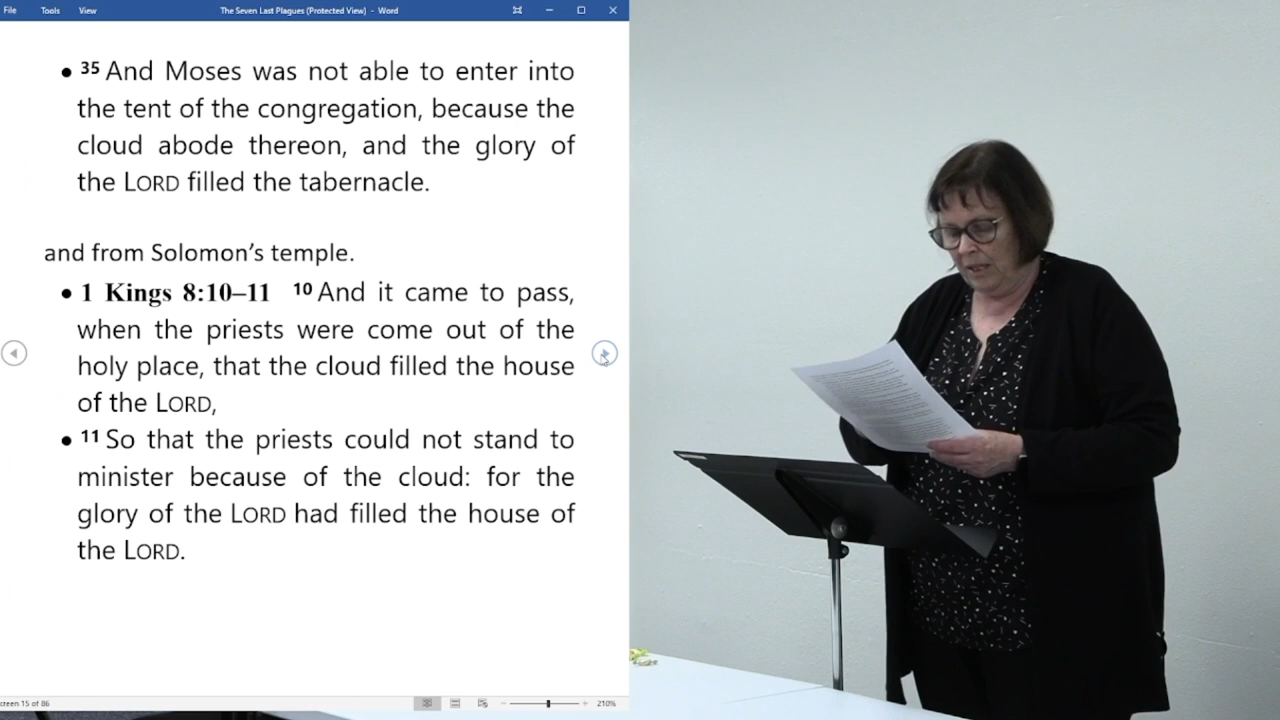 File Tools View The Seven Last Plagues (Protected View) - Word
• 35 And Moses was not able to enter into
the tent of the congregation, because the
cloud abode thereon, and the glory of
the LORD filled the tabernacle.
and from Solomon’s temple.
• 1 Kings 8:10–11 10 And it came to pass,
when the priests were come out of the
holy place, that the cloud filled the house
of the LORD,
• 11 So that the priests could not stand to
minister because of the cloud: for the
glory of the LORD had filled the house of
the LORD.
creen 15 of 86 210%